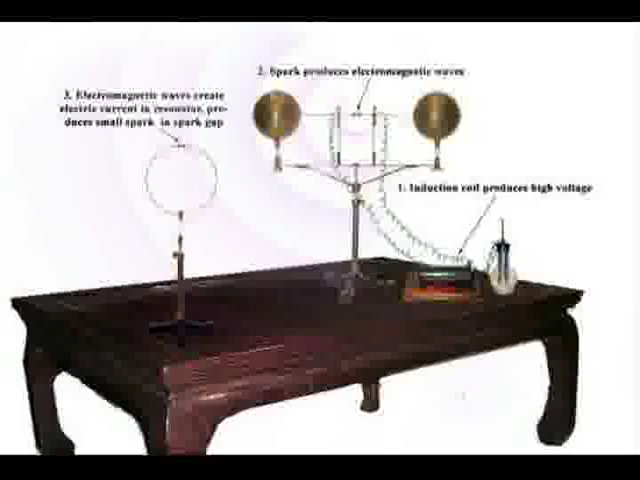 2. Spark produces electromagnetic waves
3. Electromagnetic waves create
electric current in resonator, pro-
duces small spark in spark gap
1. Induction coil produces high voltage